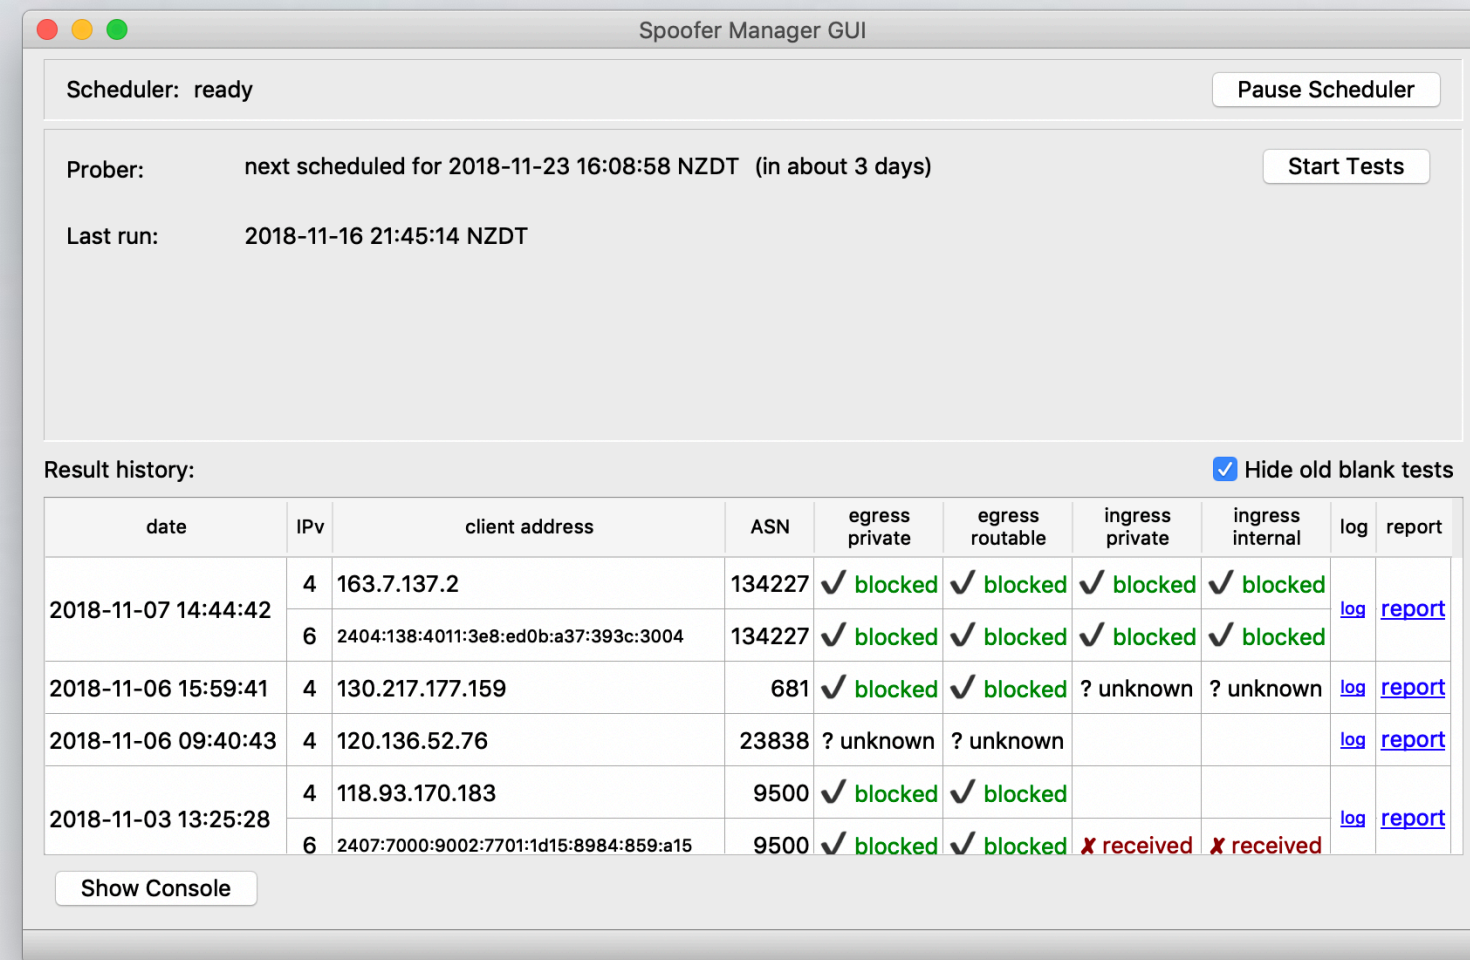 Spoofer Manager GUI
Scheduler: ready
Pause Scheduler
Prober: next scheduled for 2018-11-23 16:08:58 NZDT (in about 3 days)
Start Tests
Last run: 2018-11-16 21:45:14 NZDT
Result history:
Hide old blank tests
date IPv client address ASN egress private egress routable ingress private ingress internal log report
2018-11-07 14:44:42 4 163.7.137.2 134227 ✔ blocked ✔ blocked ✔ blocked ✔ blocked log report
6 2404:138:4011:3e8:ed0b:a37:393c:3004 134227 ✔ blocked ✔ blocked ✔ blocked ✔ blocked
2018-11-06 15:59:41 4 130.217.177.159 681 ✔ blocked ✔ blocked ? unknown ? unknown log report
2018-11-06 09:40:43 4 120.136.52.76 23838 ? unknown ? unknown log report
2018-11-03 13:25:28 4 118.93.170.183 9500 ✔ blocked ✔ blocked log report
6 2407:7000:9002:7701:1d15:8984:859:a15 9500 ✔ blocked ✔ blocked ✘ received ✘ received
Show Console